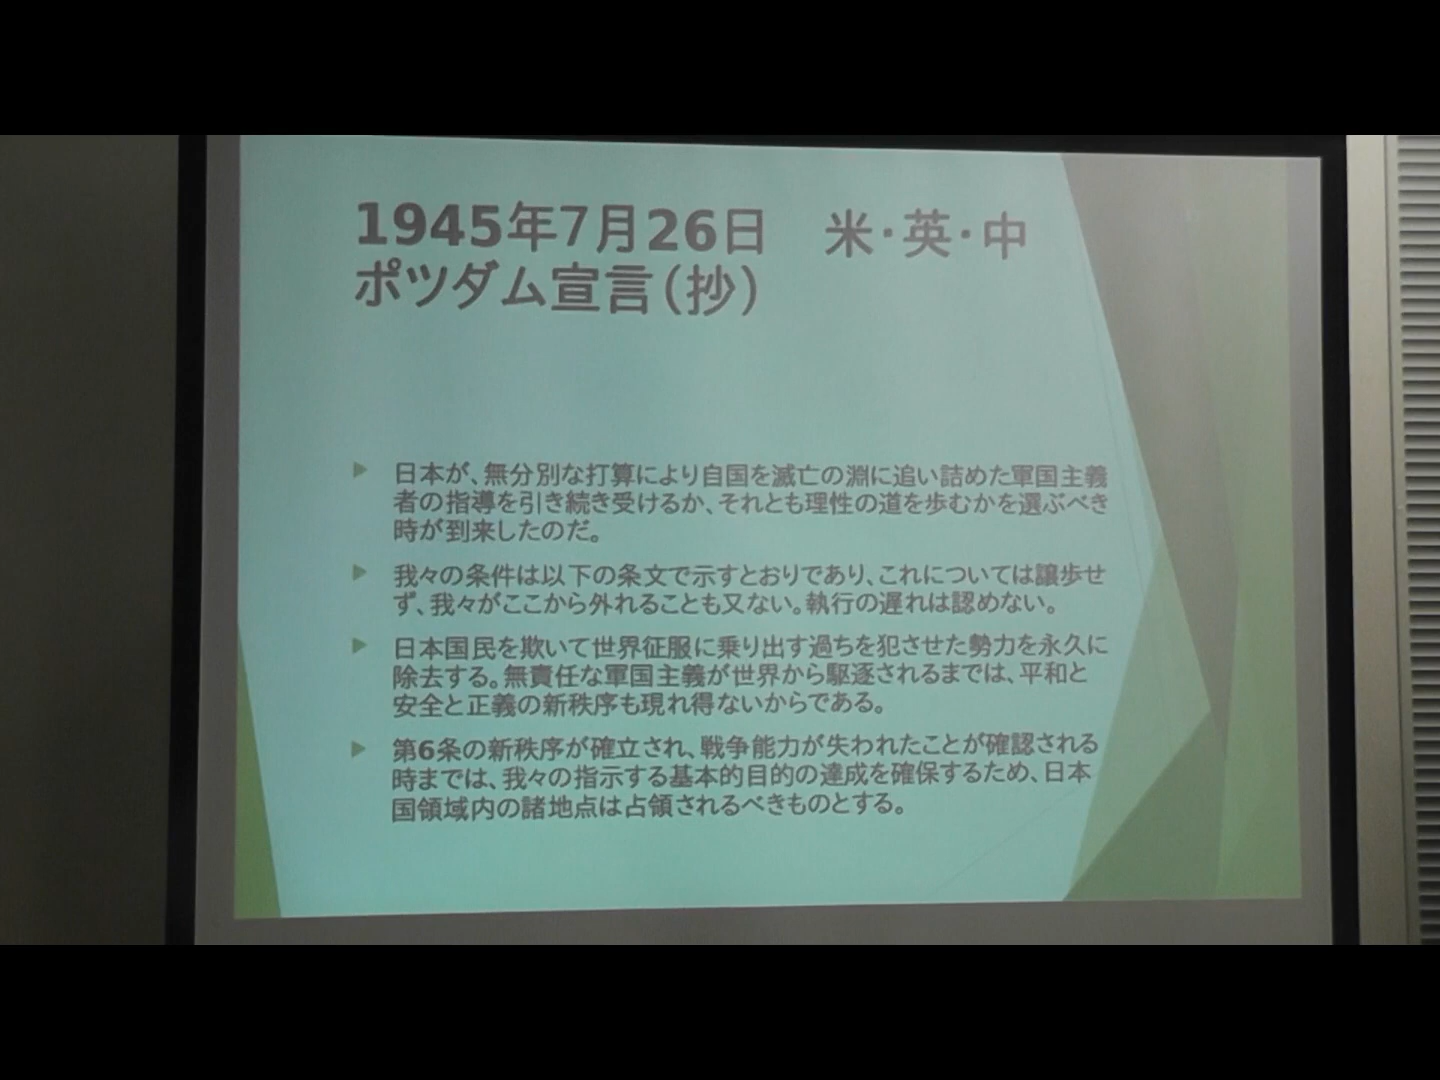 1945年7月26日　米・英・中
ポツダム宣言（抄）
日本が、無分別な打算により自国を滅亡の淵に追い詰めた軍国主義
者の指導を引き続き受けるか、それとも理性の道を歩むかを選ぶべき
時が到来したのだ。
我々の条件は以下の条文で示すとおりであり、これについては譲歩せ
ず、我々がここから外れることも又ない。執行の遅れは認めない。
日本国民を欺いて世界征服に乗り出す過ちを犯させた勢力を永久に
除去する。無責任な軍国主義が世界から駆逐されるまでは、平和と
安全と正義の新秩序も現れ得ないからである。
第6条の新秩序が確立され、戦争能力が失われたことが確認される
時までは、我々の指示する基本的目的の達成を確保するため、日本
国領域内の諸地点は占領されるべきものとする。